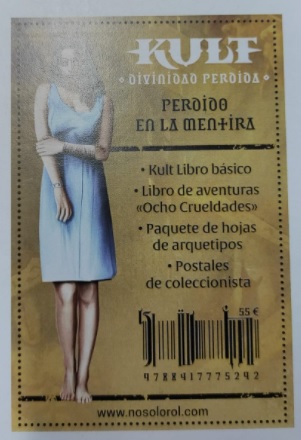 KULT
DIVINIDAD PERDIDA
PERDIDO
EN LA MENTIRA
• Kult Libro básico
• Libro de aventuras
«Ocho Crueldades»
• Paquete de hojas
de arquetipos
• Postales
de coleccionista
55 €
9788417775292
www.nosolorol.com